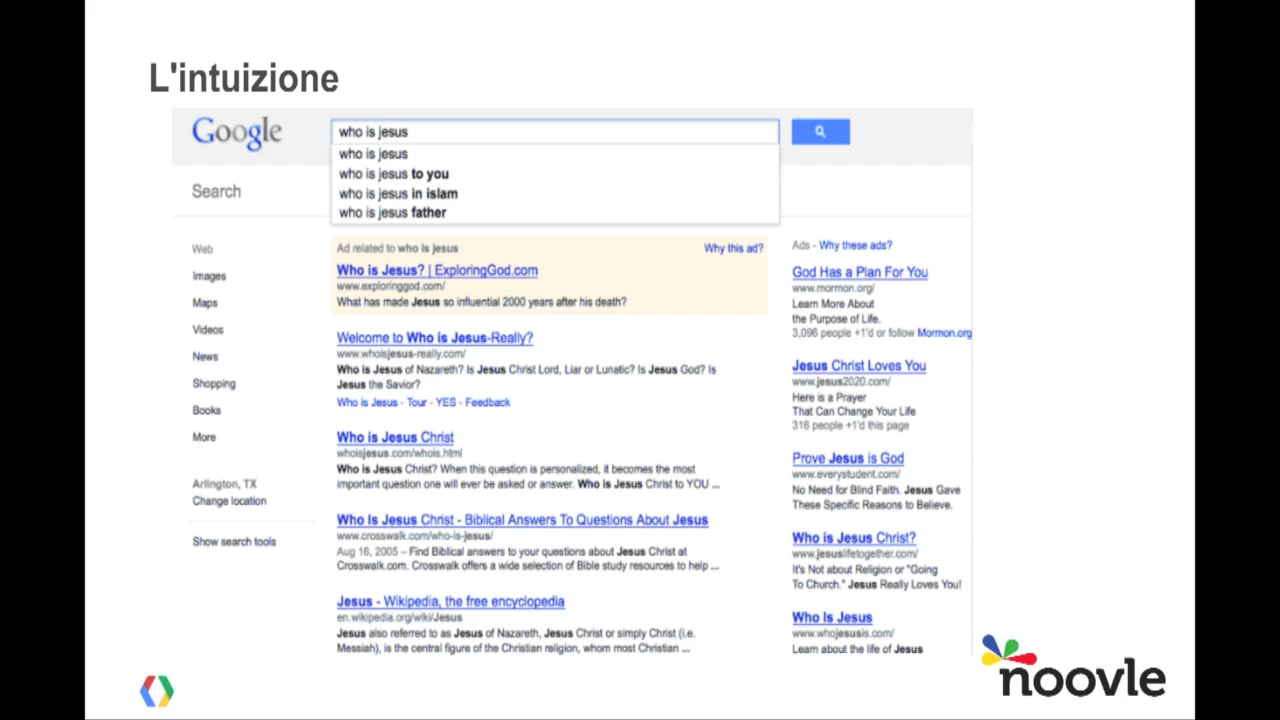 L'intuizione
Google
who is jesus
who is jesus
who is jesus to you
who is jesus in islam
who is jesus father
Search
Web
Images
Maps
Videos
News
Shopping
Books
More
Arlington, TX
Change location
Show search tools
Ad related to who is jesus
Why this ad?
Who is Jesus? | ExploringGod.com
www.exploringgod.com/
What has made Jesus so influential 2000 years after his death?
Welcome to Who is Jesus-Really?
www.whoisjesus-really.com/
Who is Jesus of Nazareth? Is Jesus Christ Lord, Liar or Lunatic? Is Jesus God? Is
Jesus the Savior?
Who is Jesus - Tour - YES - Feedback
Who is Jesus Christ
whoisjesus.com/whois.html
Who is Jesus Christ? When this question is personalized, it becomes the most
important question one will ever be asked or answer. Who is Jesus Christ to YOU ...
Who Is Jesus Christ - Biblical Answers To Questions About Jesus
www.crosswalk.com/who-is-jesus/
Aug 16, 2005 – Find Biblical answers to your questions about Jesus Christ at
Crosswalk.com. Crosswalk offers a wide selection of Bible study resources to help ...
Jesus - Wikipedia, the free encyclopedia
en.wikipedia.org/wiki/Jesus
Jesus also referred to as Jesus of Nazareth, Jesus Christ or simply Christ (i.e.
Messiah), is the central figure of the Christian religion, whom most Christian ...
Ads - Why these ads?
God Has a Plan For You
www.mormon.org/
Learn More About
the Purpose of Life.
3,096 people +1'd or follow Mormon.org
Jesus Christ Loves You
www.jesus2020.com/
Here is a Prayer
That Can Change Your Life
316 people +1'd this page
Prove Jesus is God
www.everystudent.com/
No Need for Blind Faith. Jesus Gave
These Specific Reasons to Believe.
Who is Jesus Christ?
www.jesuslifetogether.com/
It's Not about Religion or "Going
To Church." Jesus Really Loves You!
Who Is Jesus
www.whojesusis.com/
Learn about the life of Jesus
noovle